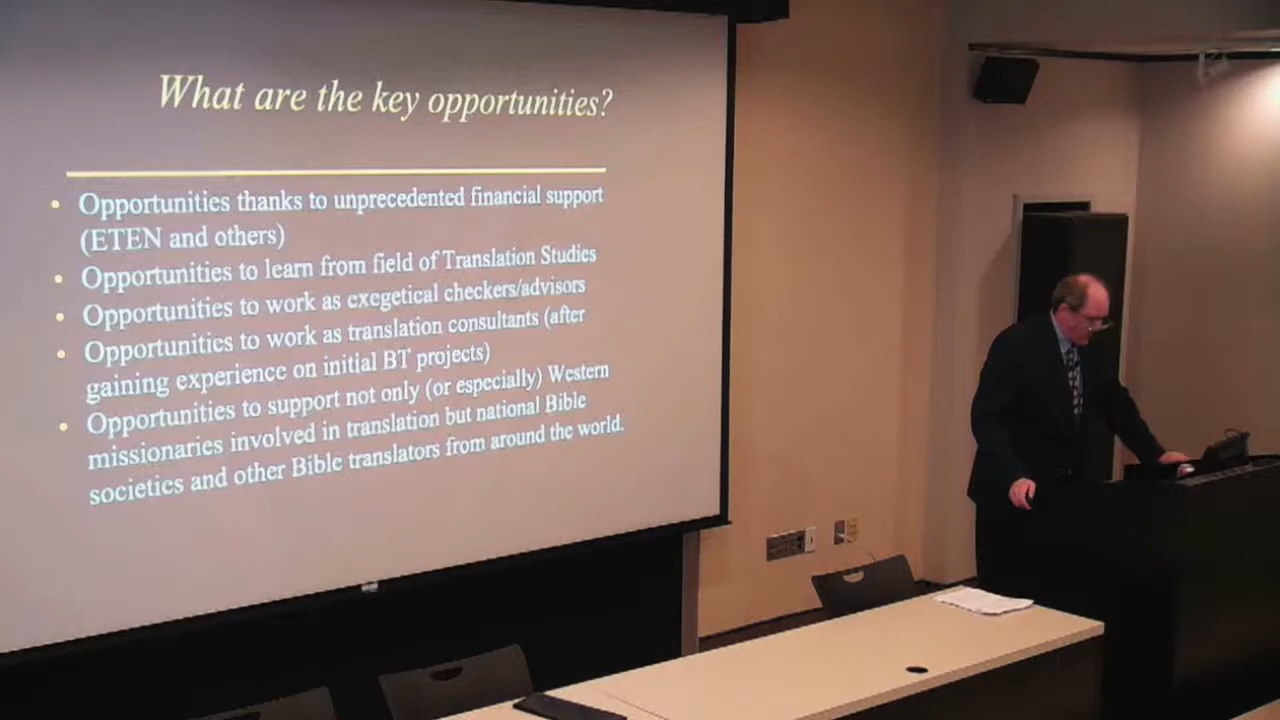 What are the key opportunities?
• Opportunities thanks to unprecedented financial support
(ETEN and others)
• Opportunities to learn from field of Translation Studies
• Opportunities to work as exegetical checkers/advisors
• Opportunities to work as translation consultants (after
gaining experience on initial BT projects)
• Opportunities to support not only (or especially) Western
missionaries involved in translation but national Bible
societies and other Bible translators from around the world.